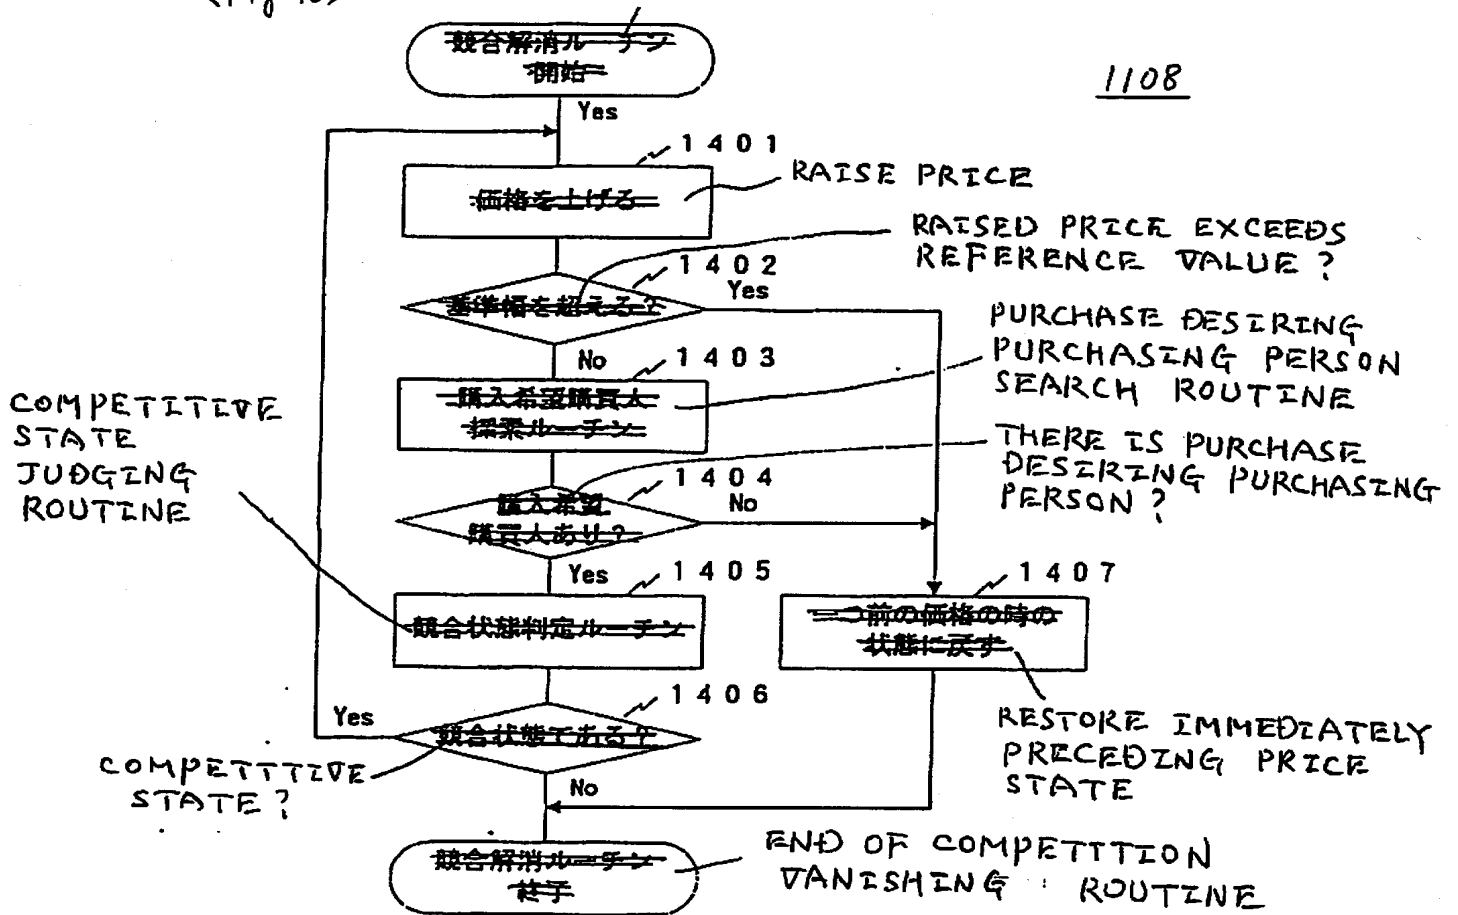 競合解消ルーチン
開始
1108
Yes
1401
価格を上げる
RAISE PRICE
RAISED PRICE EXCEEDS
REFERENCE VALUE?
1402
基準幅を超える?
Yes
No
1403
購入希望購買人
探索ルーチン
PURCHASE DESIRING
PURCHASING PERSON
SEARCH ROUTINE
COMPETITIVE
STATE
JUDGING
ROUTINE
THERE IS PURCHASE
DESIRING PURCHASING
PERSON?
1404
購入希望
購買人あり?
No
Yes
1405
競合状態判定ルーチン
1407
一つ前の価格の時の
状態に戻す
1406
競合状態である?
Yes
COMPETITIVE
STATE?
RESTORE IMMEDIATELY
PRECEDING PRICE
STATE
No
競合解消ルーチン
終了
END OF COMPETITION
VANISHING ROUTINE